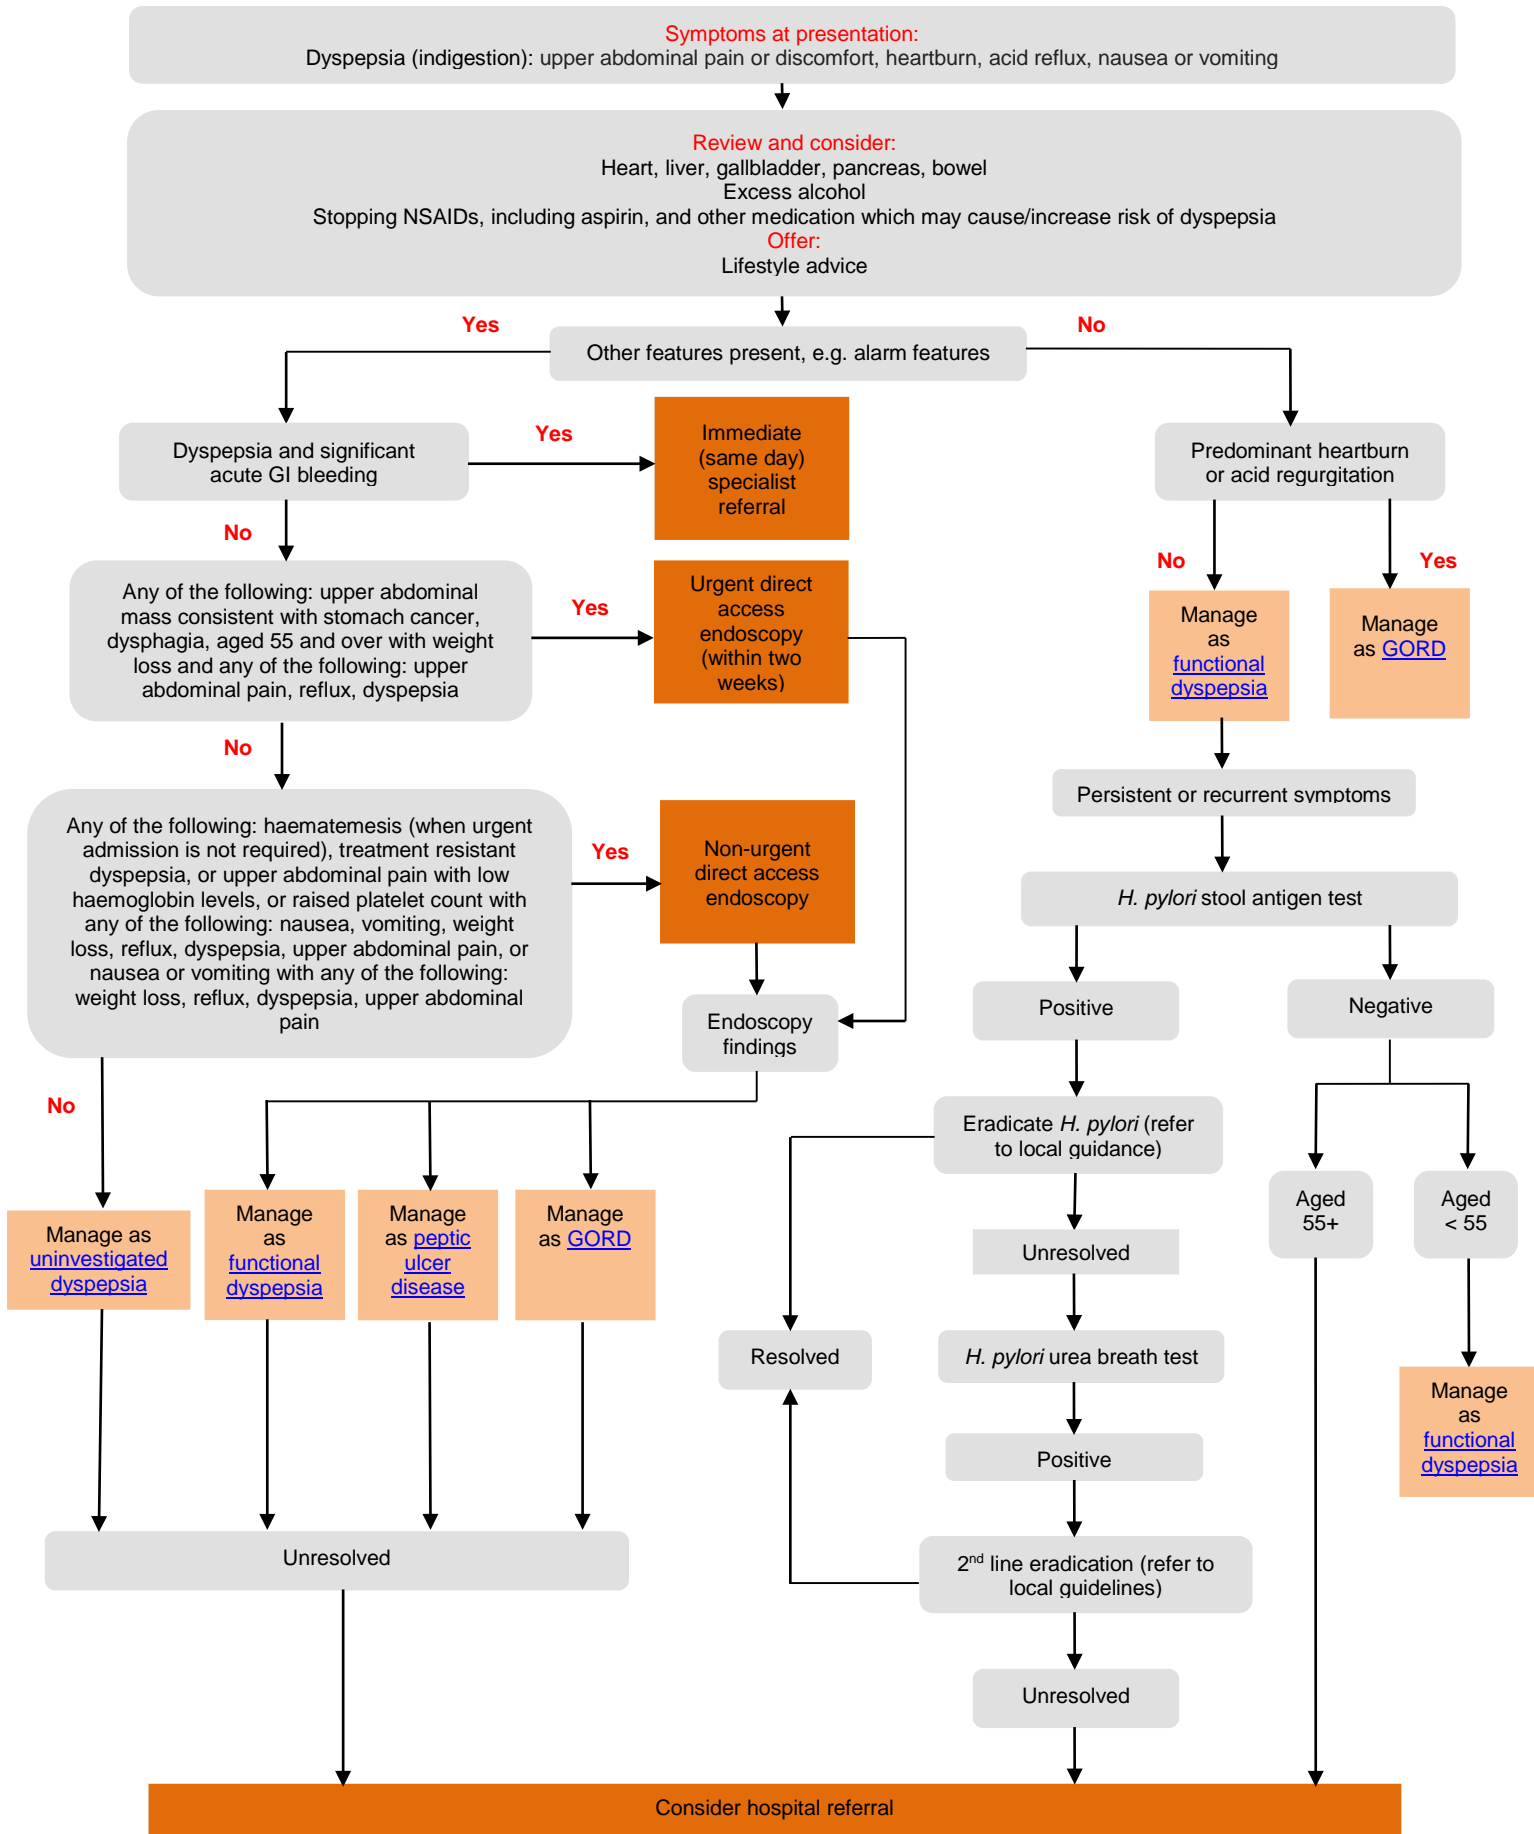 Symptoms at presentation:
Dyspepsia (indigestion): upper abdominal pain or discomfort, heartburn, acid reflux, nausea or vomiting
Review and consider:
Heart, liver, gallbladder, pancreas, bowel
Excess alcohol
Stopping NSAIDs, including aspirin, and other medication which may cause/increase risk of dyspepsia
Offer:
Lifestyle advice
Yes
No
Other features present, e.g. alarm features
Dyspepsia and significant
acute GI bleeding
Yes
Immediate
(same day)
specialist
referral
Predominant heartburn
or acid regurgitation
No
No
Yes
Any of the following: upper abdominal
mass consistent with stomach cancer,
dysphagia, aged 55 and over with weight
loss and any of the following: upper
abdominal pain, reflux, dyspepsia
Yes
Urgent direct
access
endoscopy
(within two
weeks)
Manage
as
functional
dyspepsia
Manage
as GORD
No
Persistent or recurrent symptoms
Any of the following: haematemesis (when urgent
admission is not required), treatment resistant
dyspepsia, or upper abdominal pain with low
haemoglobin levels, or raised platelet count with
any of the following: nausea, vomiting, weight
loss, reflux, dyspepsia, upper abdominal pain, or
nausea or vomiting with any of the following:
weight loss, reflux, dyspepsia, upper abdominal
pain
Yes
Non-urgent
direct access
endoscopy
H. pylori stool antigen test
Endoscopy
findings
Positive
Negative
No
Eradicate H. pylori (refer
to local guidance)
Manage as
uninvestigated
dyspepsia
Manage
as
functional
dyspepsia
Manage
as peptic
ulcer
disease
Manage
as GORD
Aged
55+
Aged
< 55
Unresolved
Resolved
H. pylori urea breath test
Manage
as
functional
dyspepsia
Positive
Unresolved
2nd line eradication (refer to
local guidelines)
Unresolved
Consider hospital referral